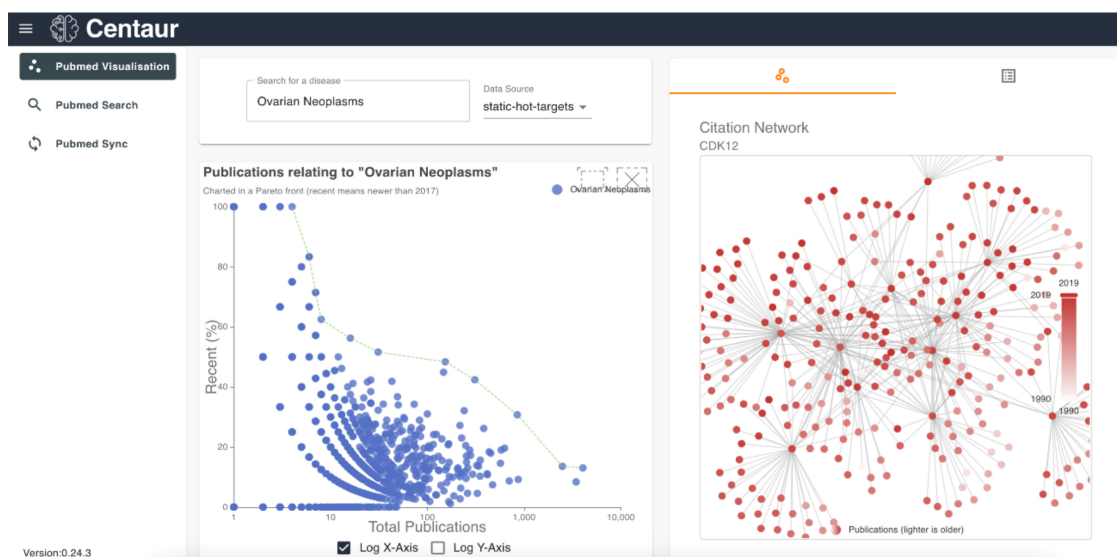 Centaur
Pubmed Visualisation
Pubmed Search
Pubmed Sync
Version:0.24.3
Search for a disease
Ovarian Neoplasms
Data Source
static-hot-targets
Publications relating to "Ovarian Neoplasms"
Charted in a Pareto front (recent means newer than 2017)
Ovarian Neoplasms
Recent (%)
100
80
60
40
20
0
1
10
100
1,000
10,000
Total Publications
Log X-Axis
Log Y-Axis
Citation Network
CDK12
2019
2019
1990
1990
Publications (lighter is older)